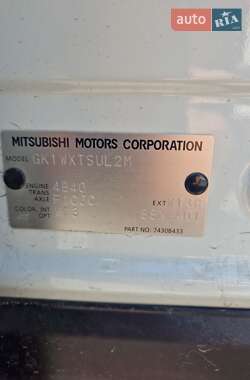 auto RIA
MITSUBISHI MOTORS CORPORATION
MODEL GK1WXTSUL2M
ENGINE 4B40
TRANS
AXLE
EXT
COLOR, INT
OPT
PART NO. 7430B433